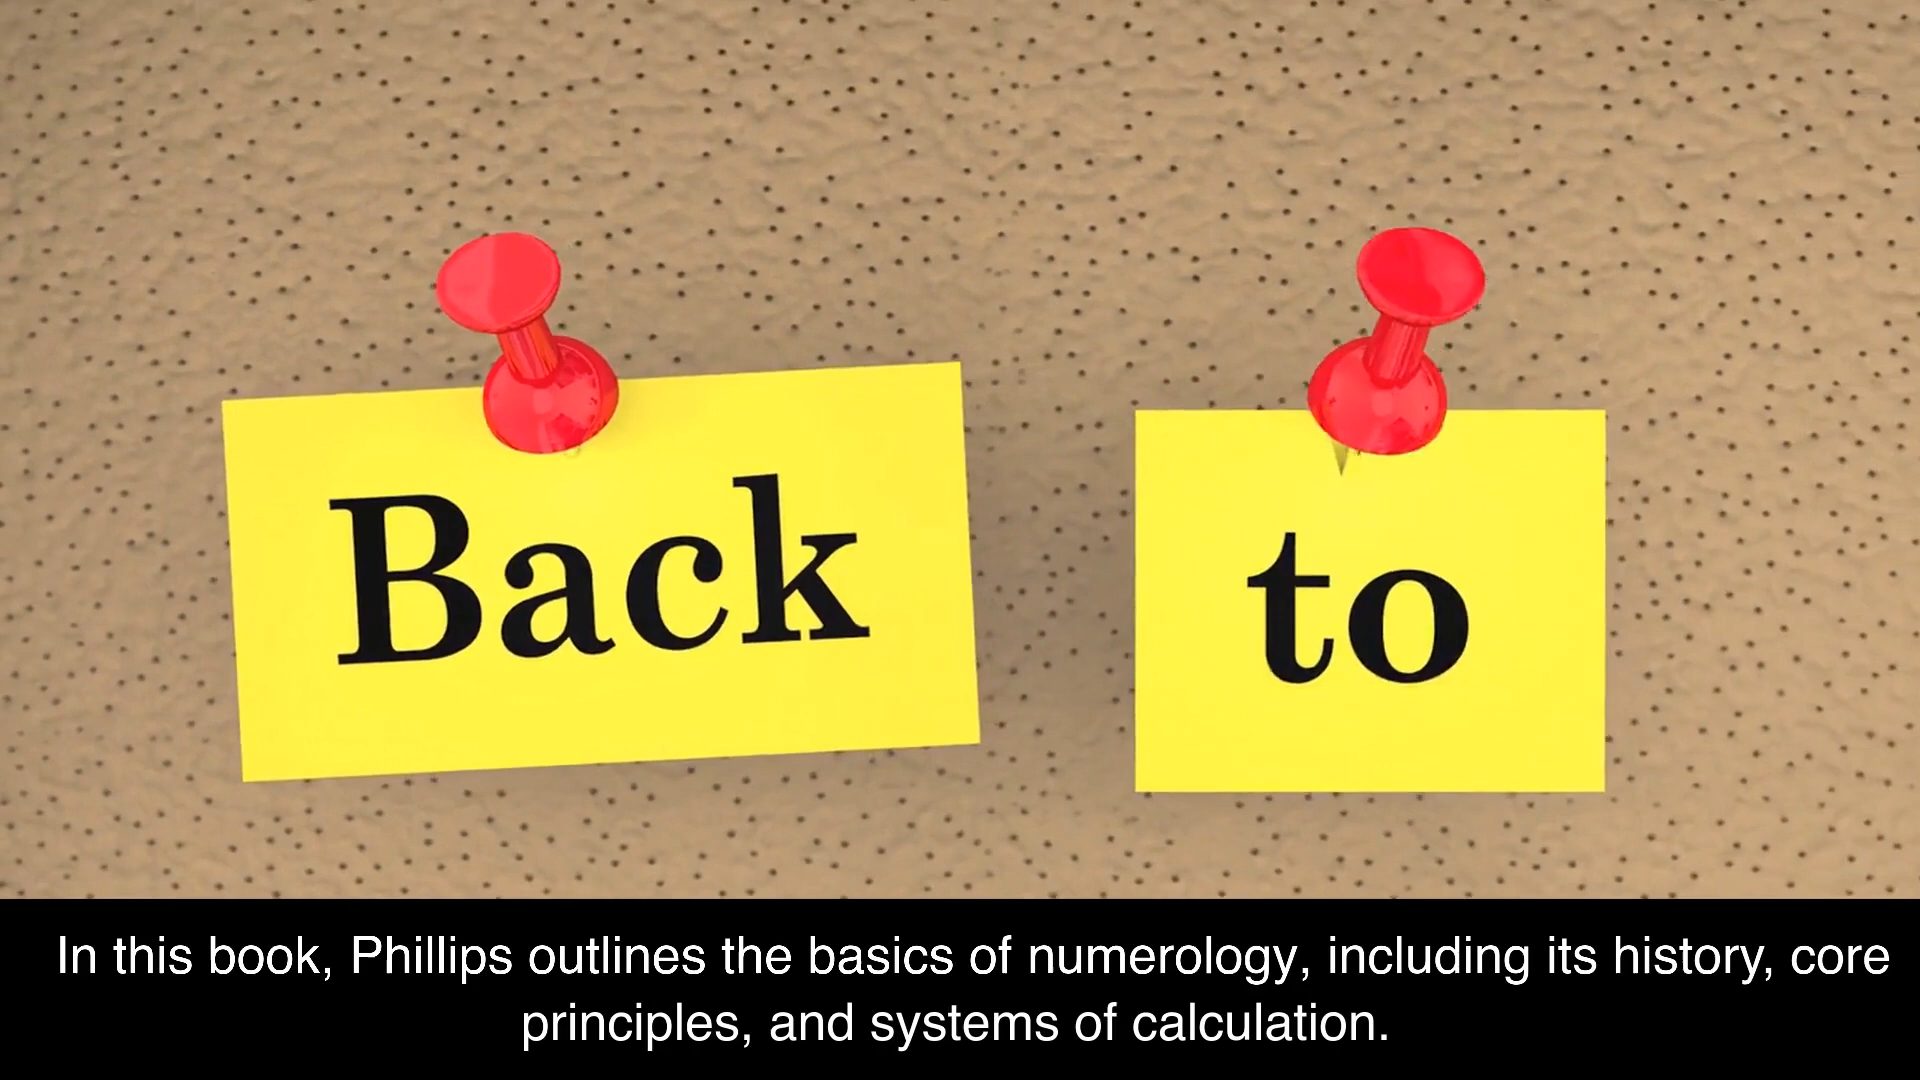 Back to
In this book, Phillips outlines the basics of numerology, including its history, core
principles, and systems of calculation.